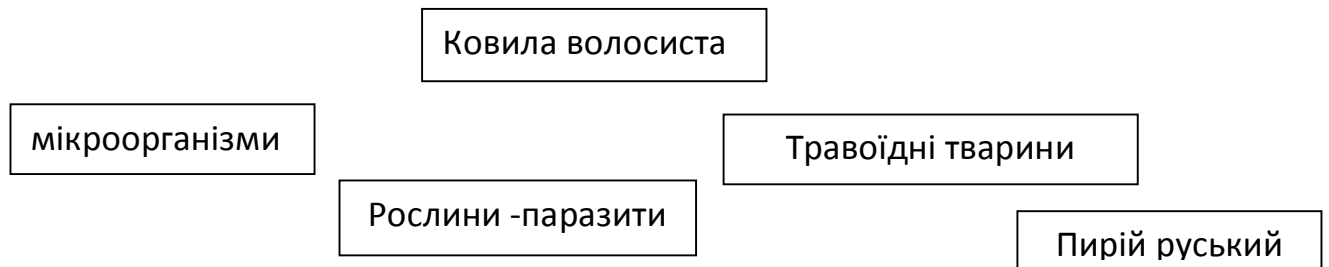 Ковила волосиста
мікроорганізми
Травоїдні тварини
Рослини -паразити
Пирій руський